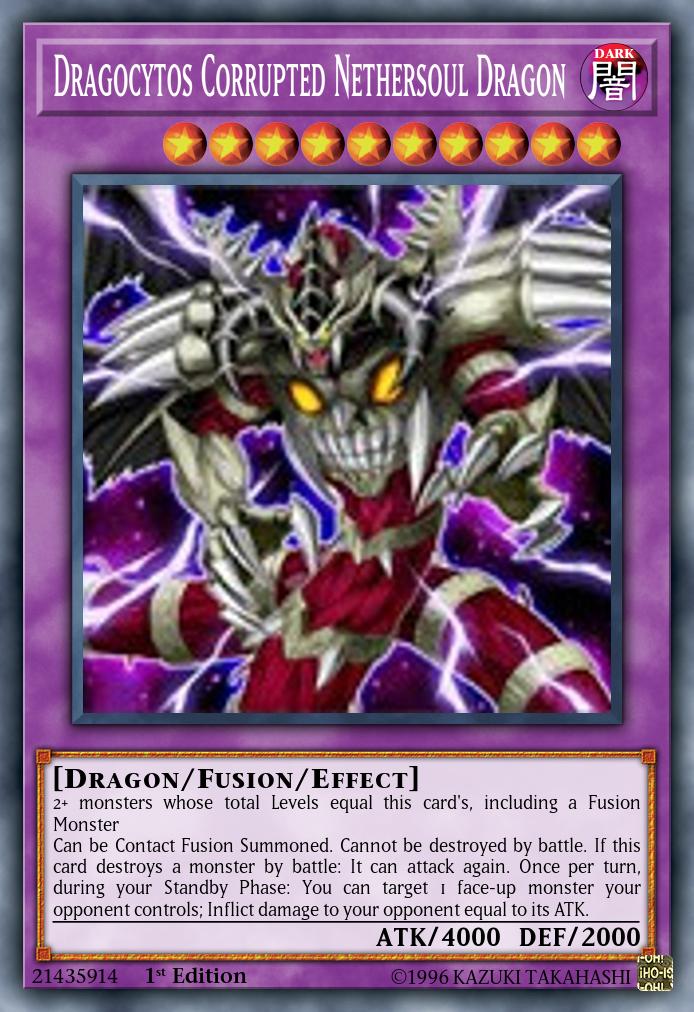 Dragocytos Corrupted Nethersoul Dragon
DARK
闇
[Dragon/Fusion/Effect]
2+ monsters whose total Levels equal this card's, including a Fusion
Monster
Can be Contact Fusion Summoned. Cannot be destroyed by battle. If this
card destroys a monster by battle: It can attack again. Once per turn,
during your Standby Phase: You can target 1 face-up monster your
opponent controls; Inflict damage to your opponent equal to its ATK.
ATK/4000 DEF/2000
21435914 1st Edition ©1996 KAZUKI TAKAHASHI